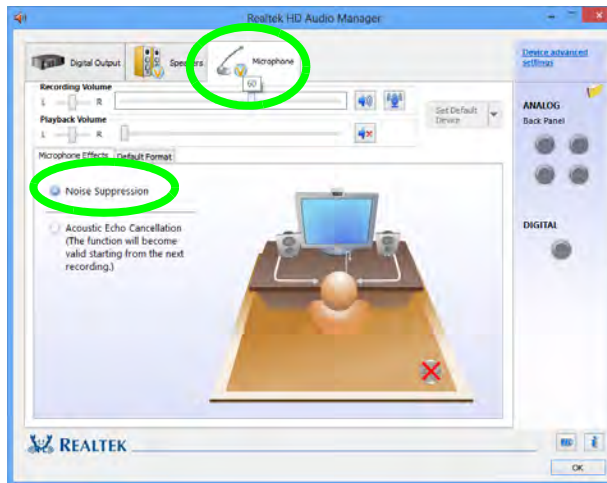 Realtek HD Audio Manager
Digital Output
Speakers
Microphone
Device advanced
settings
Recording Volume
60
L R
Set Default
Device
Playback Volume
L R
ANALOG
Back Panel
Microphone Effects Default Format
Noise Suppression
Acoustic Echo Cancellation
(The function will become
valid starting from the next
recording.)
DIGITAL
REALTEK
OK